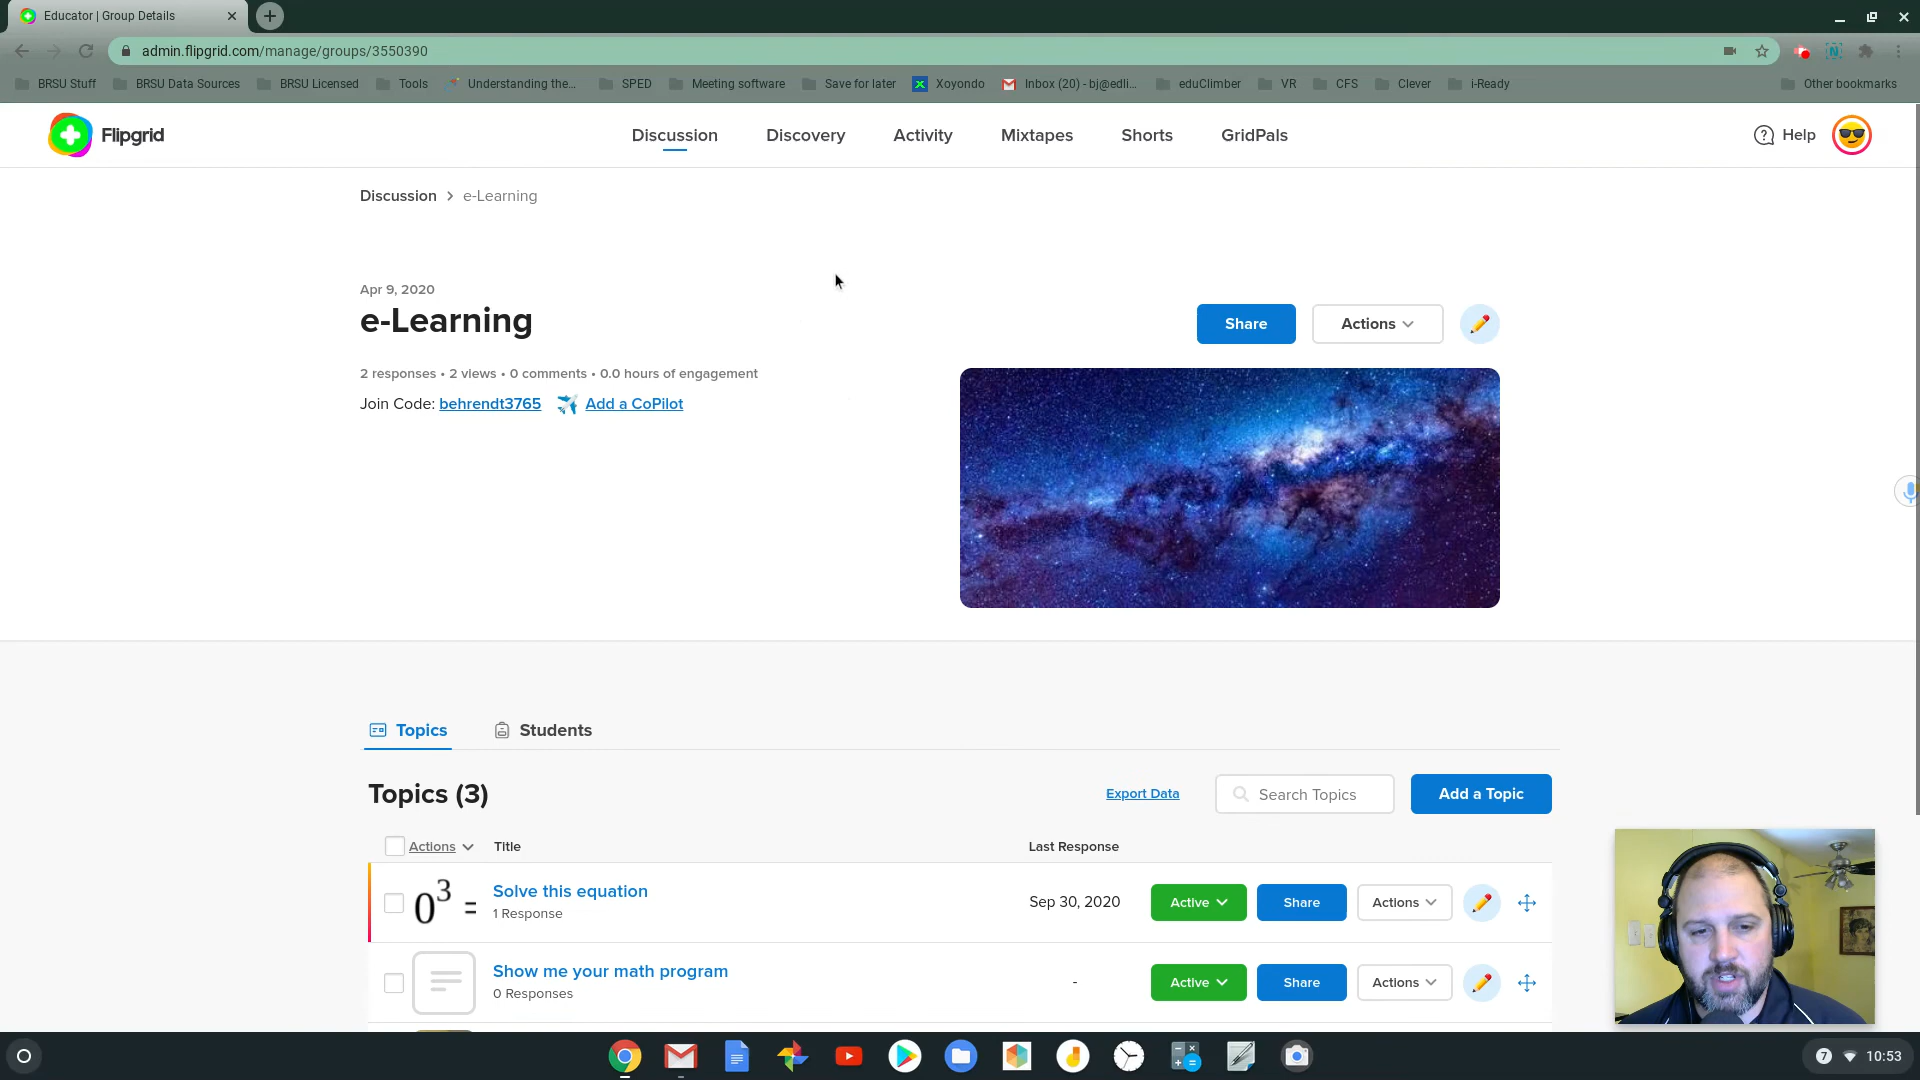 Educator | Group Details
admin.flipgrid.com/manage/groups/3550390
BRSU Stuff BRSU Data Sources BRSU Licensed Tools Understanding the... SPED Meeting software Save for later Xoyondo Inbox (20) - bj@edli... eduClimber VR CFS Clever i-Ready Other bookmarks
Flipgrid Discussion Discovery Activity Mixtapes Shorts GridPals Help
Discussion > e-Learning
Apr 9, 2020
e-Learning
Share Actions
2 responses • 2 views • 0 comments • 0.0 hours of engagement
Join Code: behrendt3765 Add a CoPilot
Topics Students
Topics (3) Export Data Search Topics Add a Topic
Actions Title Last Response
0³ = Solve this equation Sep 30, 2020 Active Share Actions
1 Response
Show me your math program - Active Share Actions
0 Responses
7 10:53